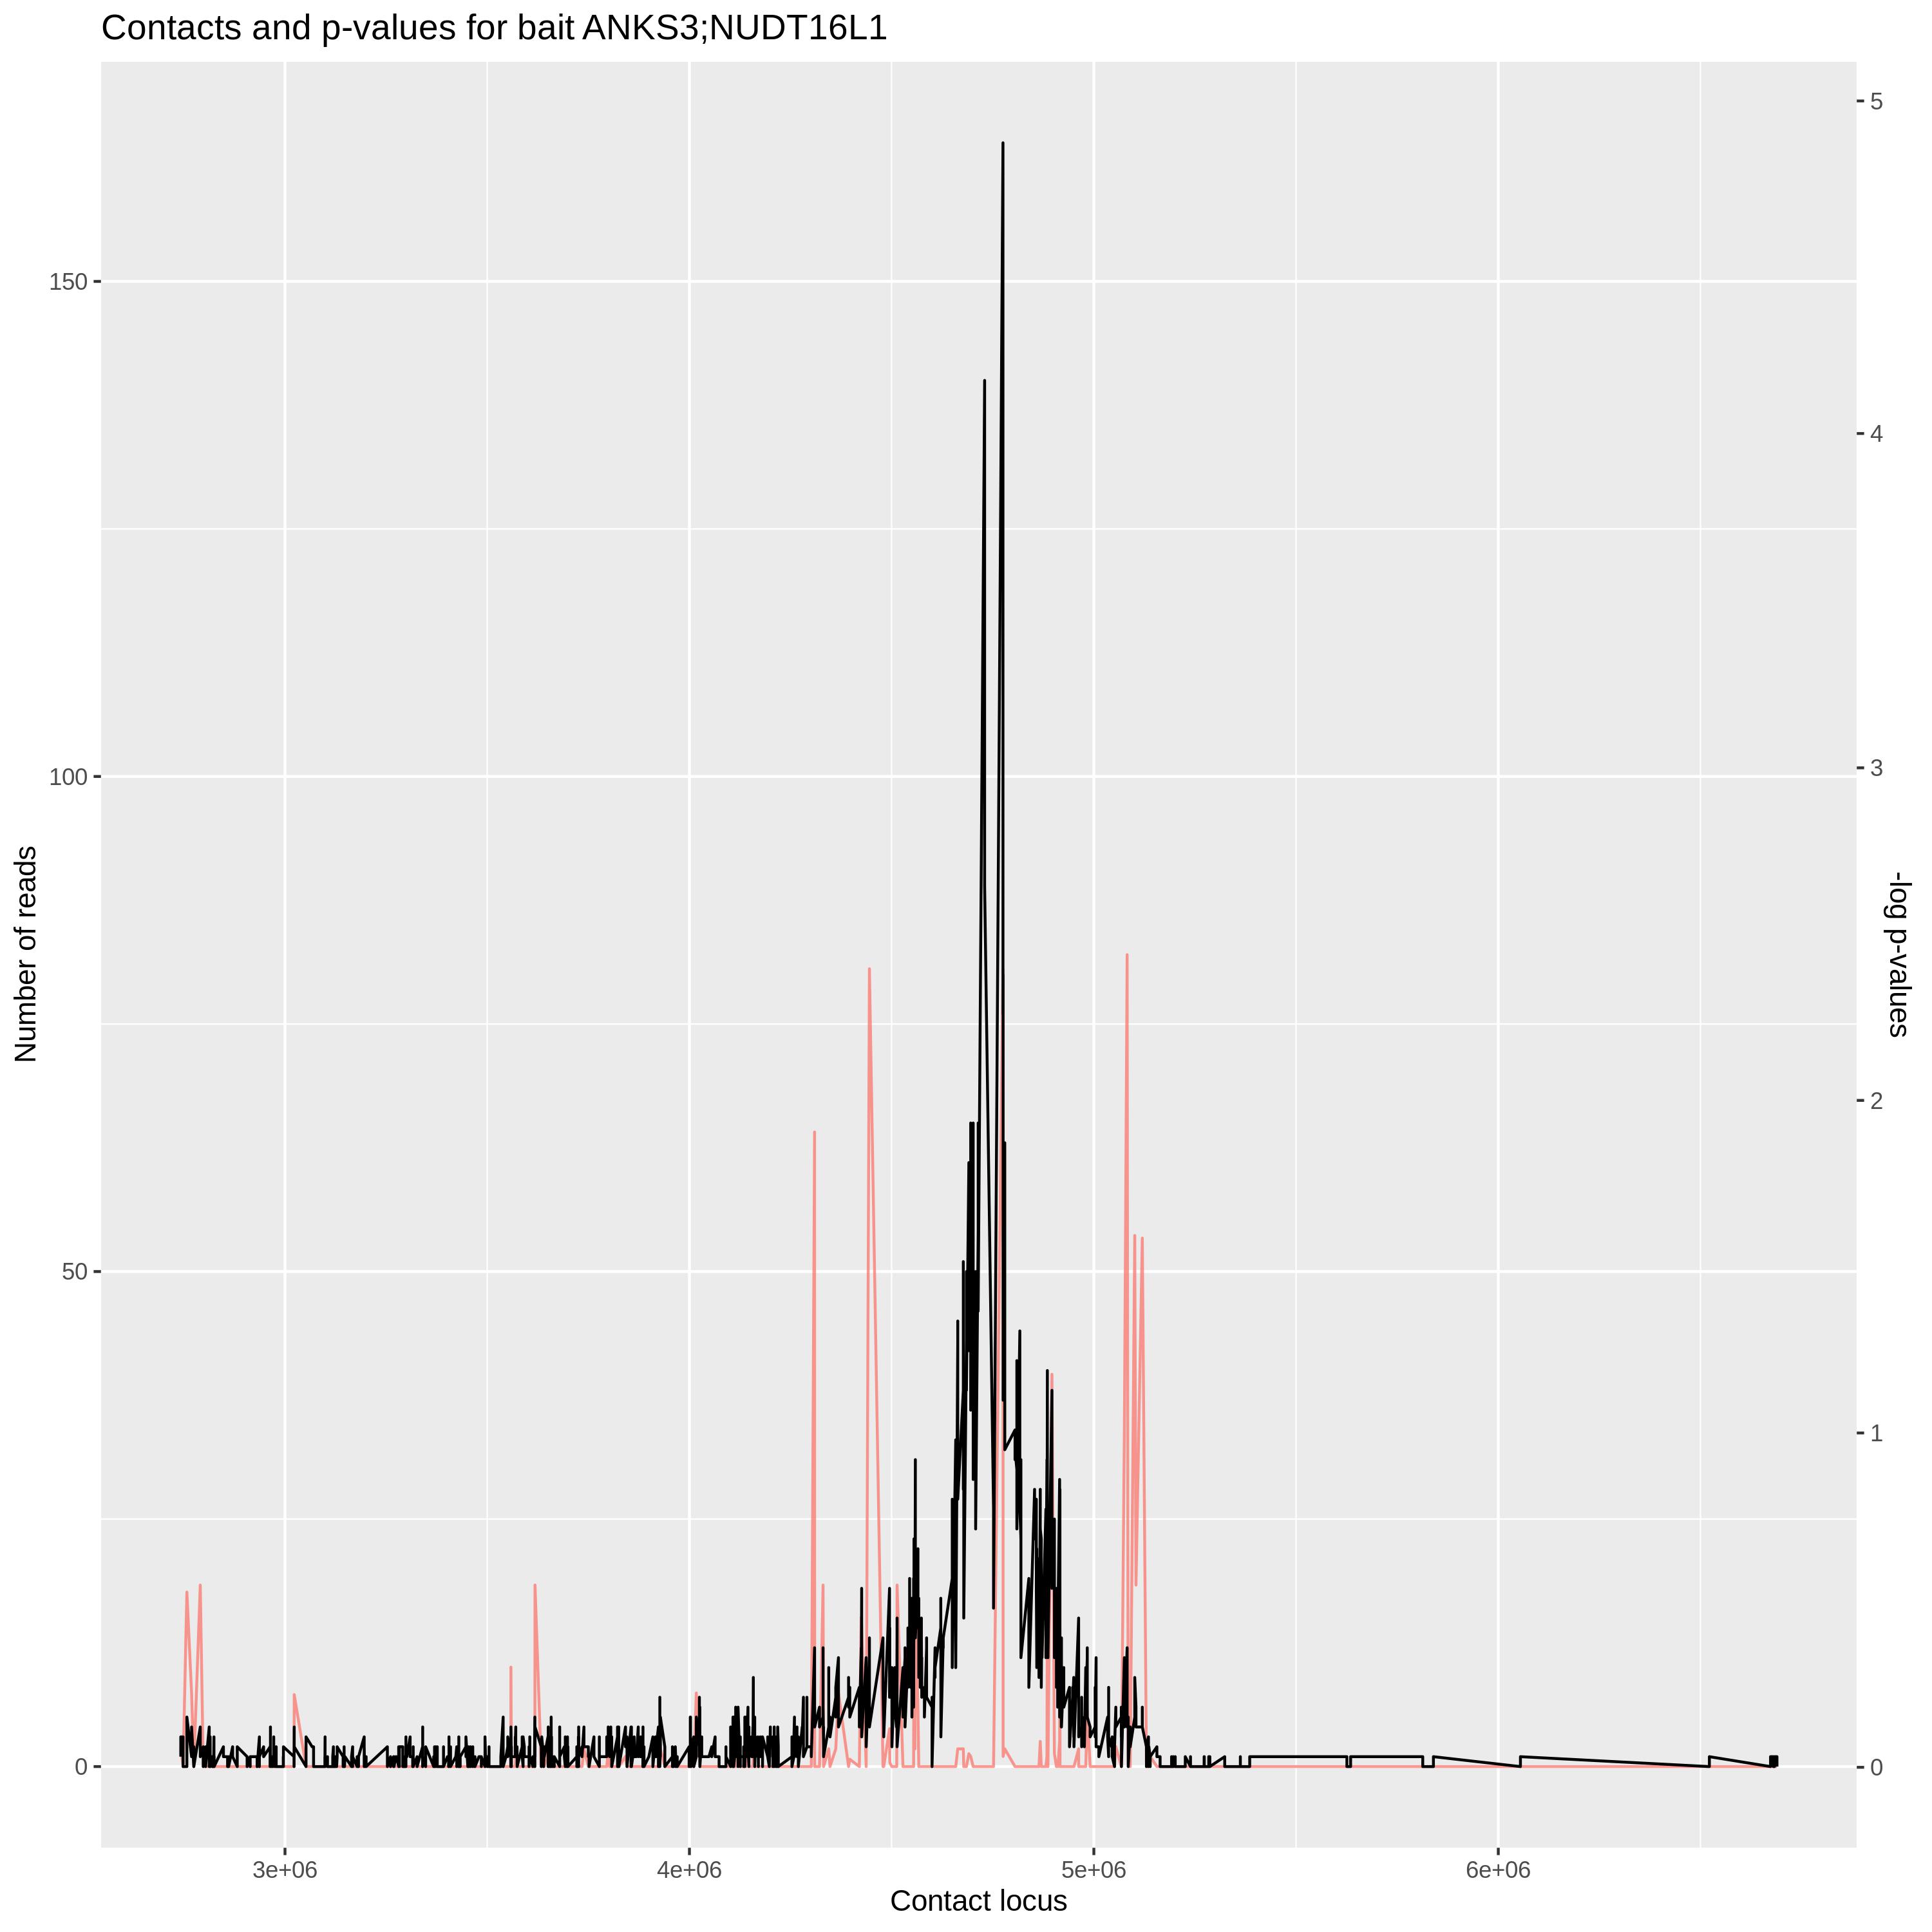 Contacts and p-values for bait ANKS3;NUDT16L1
150
100
50
0
Number of reads
5
4
3
2
1
0
-log p-values
3e+06
4e+06
5e+06
6e+06
Contact locus